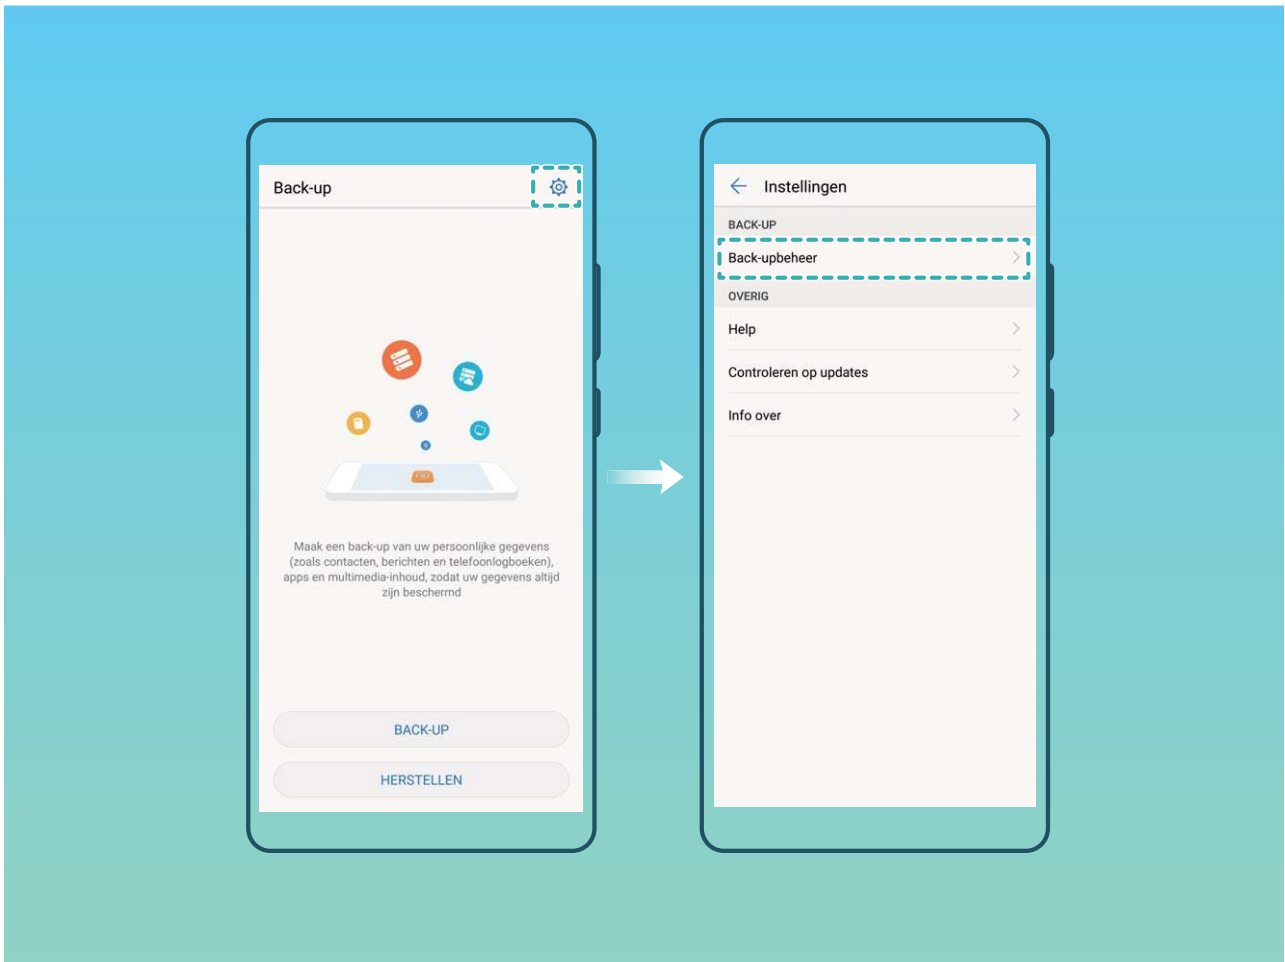 Back-up
Maak een back-up van uw persoonlijke gegevens
(zoals contacten, berichten en telefoonlogboeken),
apps en multimedia-inhoud, zodat uw gegevens altijd
zijn beschermd
BACK-UP
HERSTELLEN
Instellingen
BACK-UP
Back-upbeheer
OVERIG
Help
Controleren op updates
Info over